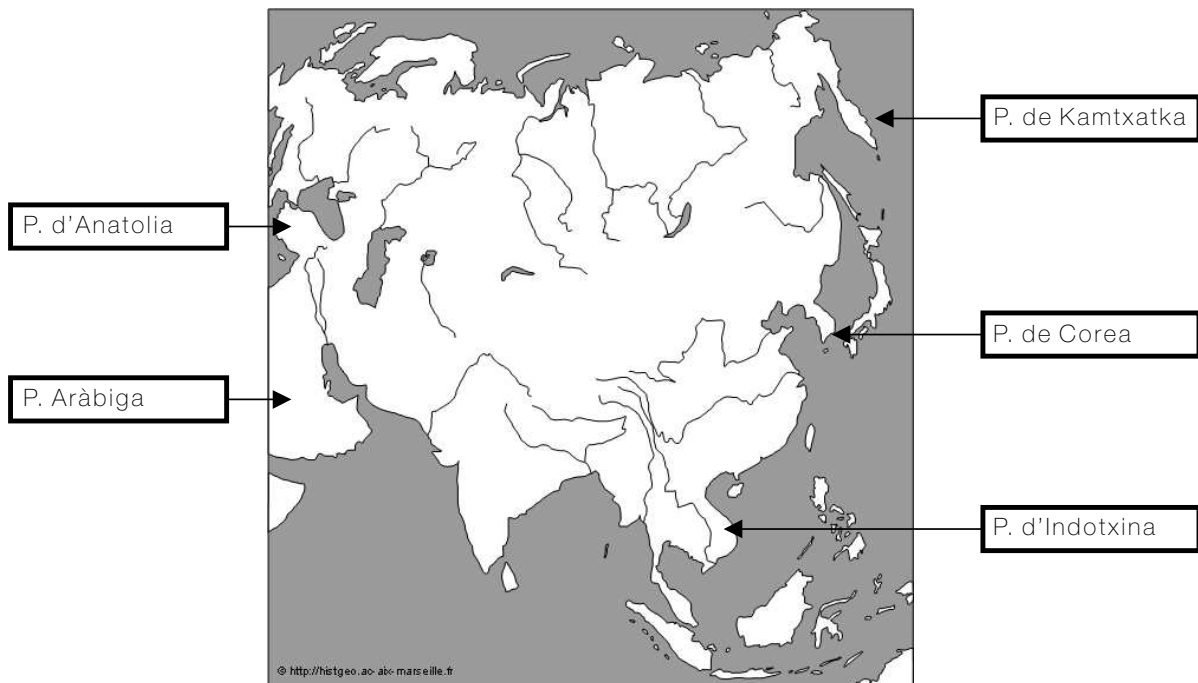 P. de Kamtxatka
P. d'Anatolia
P. de Corea
P. Aràbiga
P. d'Indotxina
© http://histgeo.ac-aix-marseille.fr